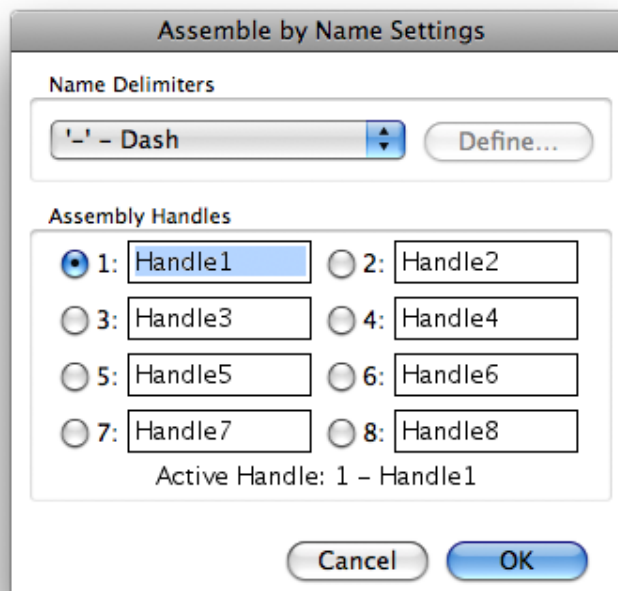 Assemble by Name Settings
Name Delimiters
'-' - Dash
Define...
Assembly Handles
1: Handle1 2: Handle2
3: Handle3 4: Handle4
5: Handle5 6: Handle6
7: Handle7 8: Handle8
Active Handle: 1 - Handle1
Cancel OK